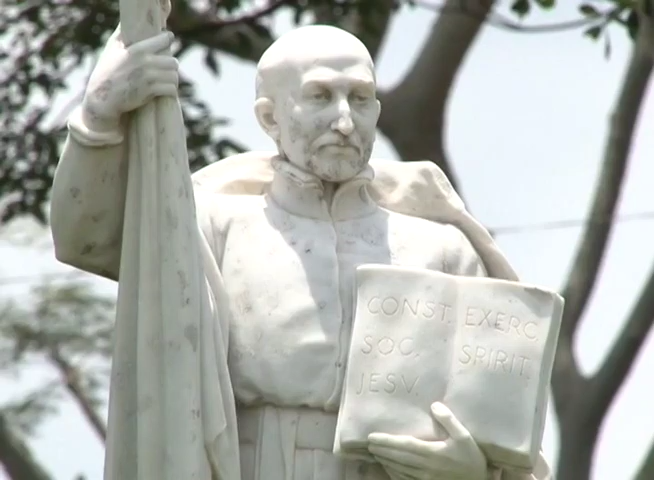 CONST.
SOC.
JESV.
EXERC
SPIRIT.